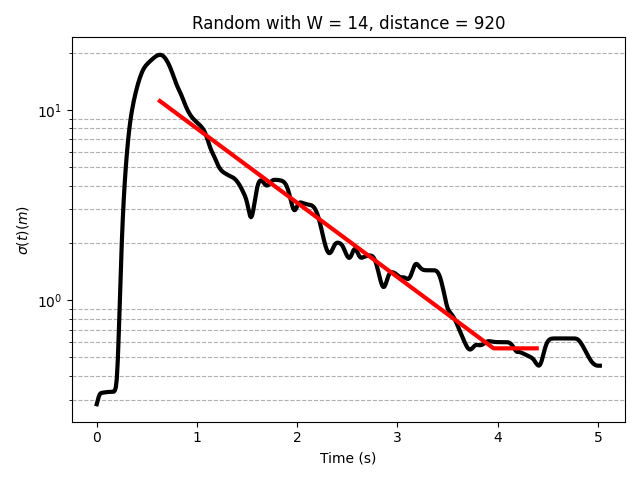 Random with W = 14, distance = 920
10¹
10⁰
σ(t)(m)
0 1 2 3 4 5
Time (s)